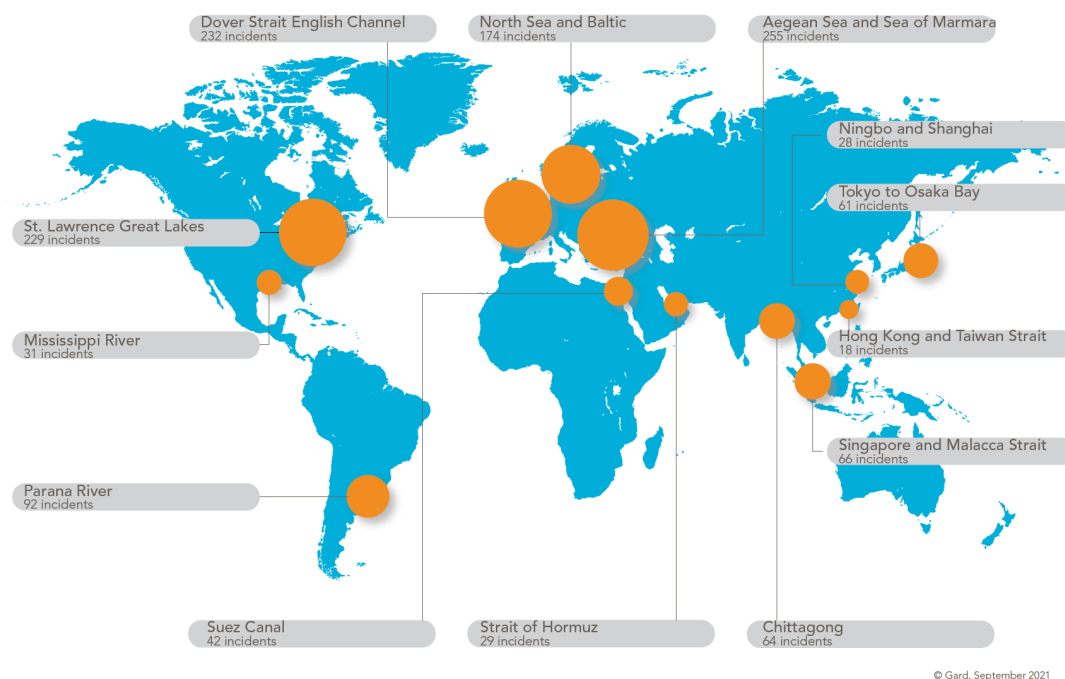 Dover Strait English Channel
232 incidents
North Sea and Baltic
174 incidents
Aegean Sea and Sea of Marmara
255 incidents
Ningbo and Shanghai
28 incidents
Tokyo to Osaka Bay
61 incidents
St. Lawrence Great Lakes
229 incidents
Mississippi River
31 incidents
Hong Kong and Taiwan Strait
18 incidents
Singapore and Malacca Strait
66 incidents
Parana River
92 incidents
Suez Canal
42 incidents
Strait of Hormuz
29 incidents
Chittagong
64 incidents
© Gard, September 2021